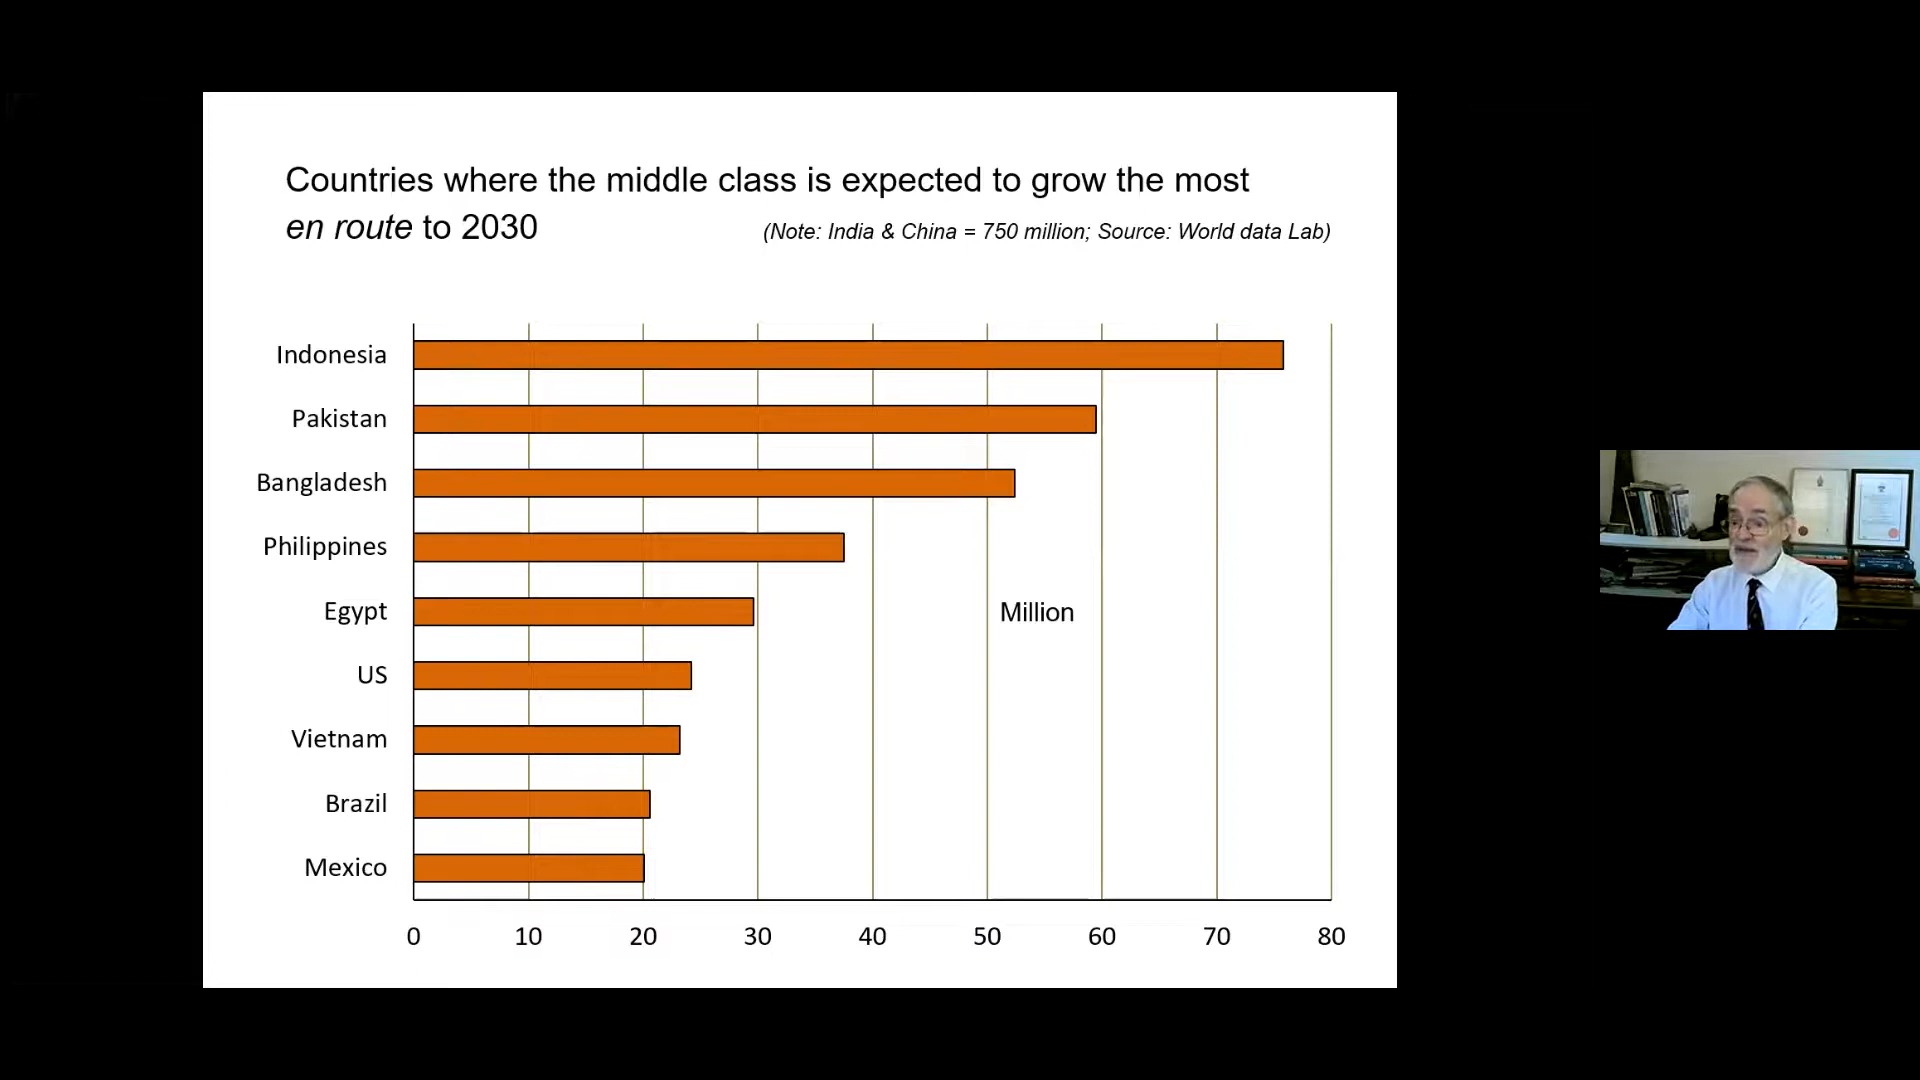 Countries where the middle class is expected to grow the most
en route to 2030
(Note: India & China = 750 million; Source: World data Lab)
Indonesia
Pakistan
Bangladesh
Philippines
Egypt
Million
US
Vietnam
Brazil
Mexico
0 10 20 30 40 50 60 70 80